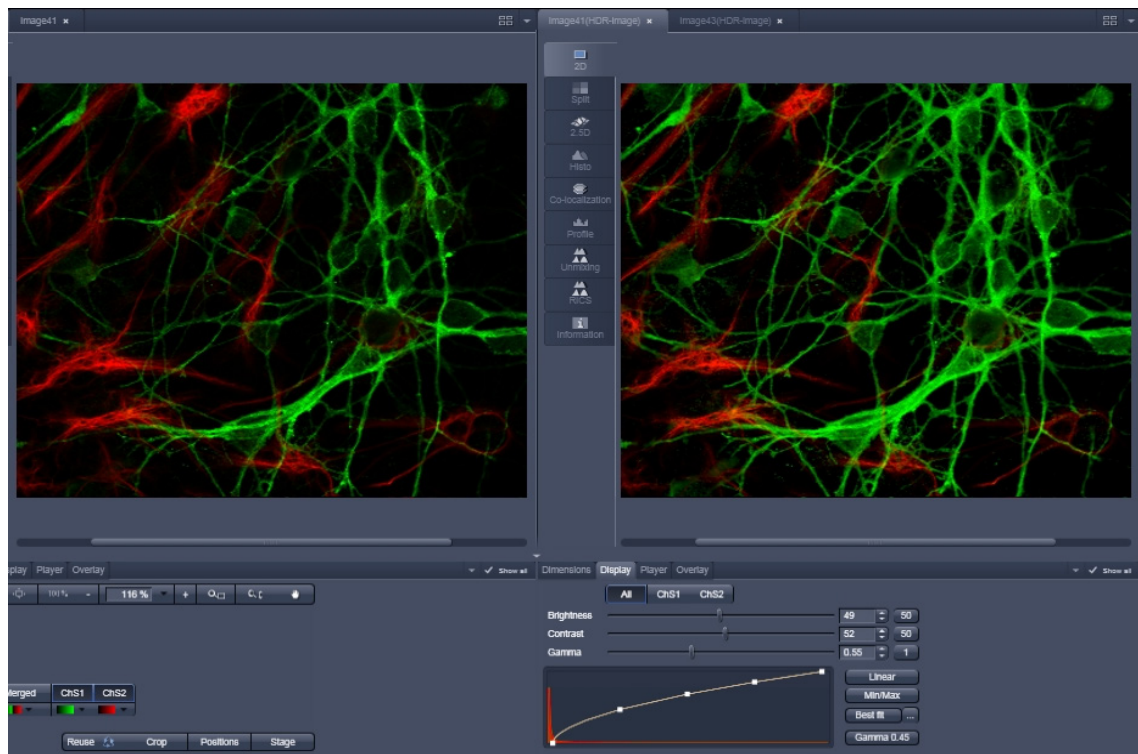 Image41 ×
Image41(HDR-Image) ×
Image43(HDR-Image) ×
2D
Split
2.5D
Histo
Co-localization
Profile
Unmixing
RICS
Information
Player
Overlay
Show all
100%
-
116 %
+
ChS1
ChS2
Reuse
Crop
Positions
Stage
Dimensions
Display
Player
Overlay
Show all
All
ChS1
ChS2
Brightness
49
50
Contrast
52
50
Gamma
0.55
1
Linear
Min/Max
Best fit
...
Gamma 0.45